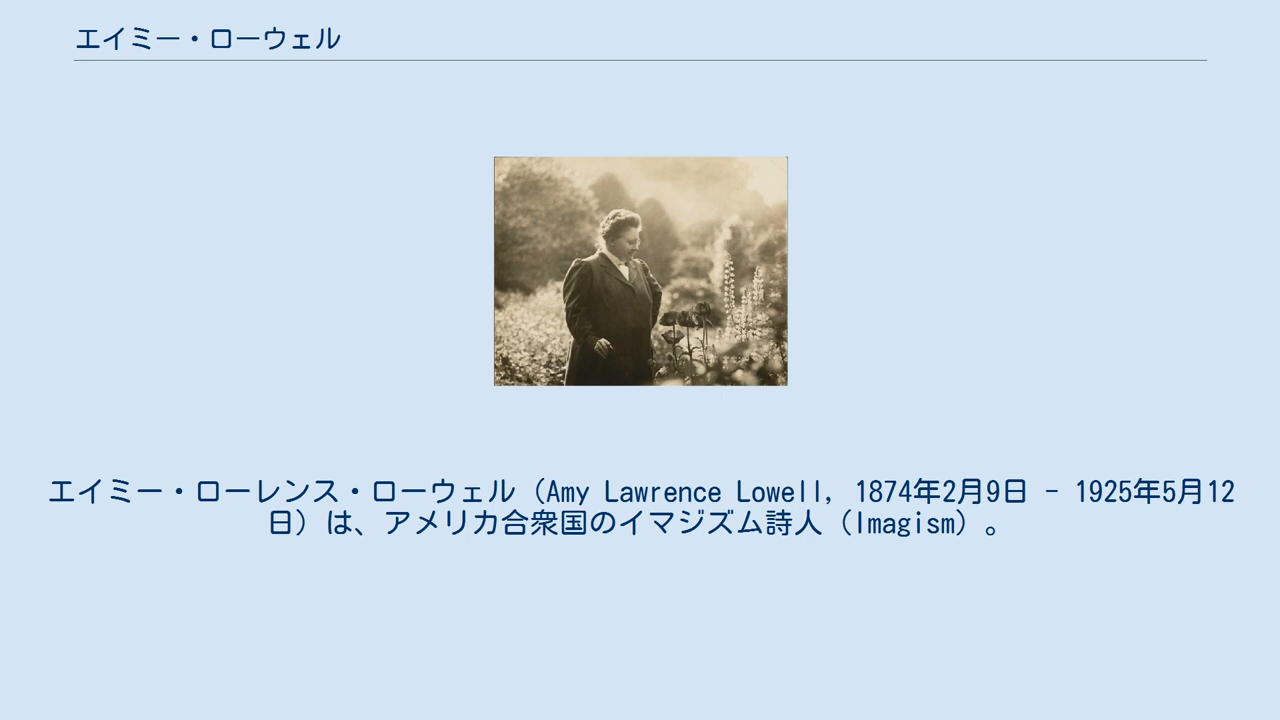 エイミー・ローウェル
エイミー・ローレンス・ローウェル（Amy Lawrence Lowell, 1874年2月9日 - 1925年5月12
日）は、アメリカ合衆国のイマジズム詩人（Imagism）。